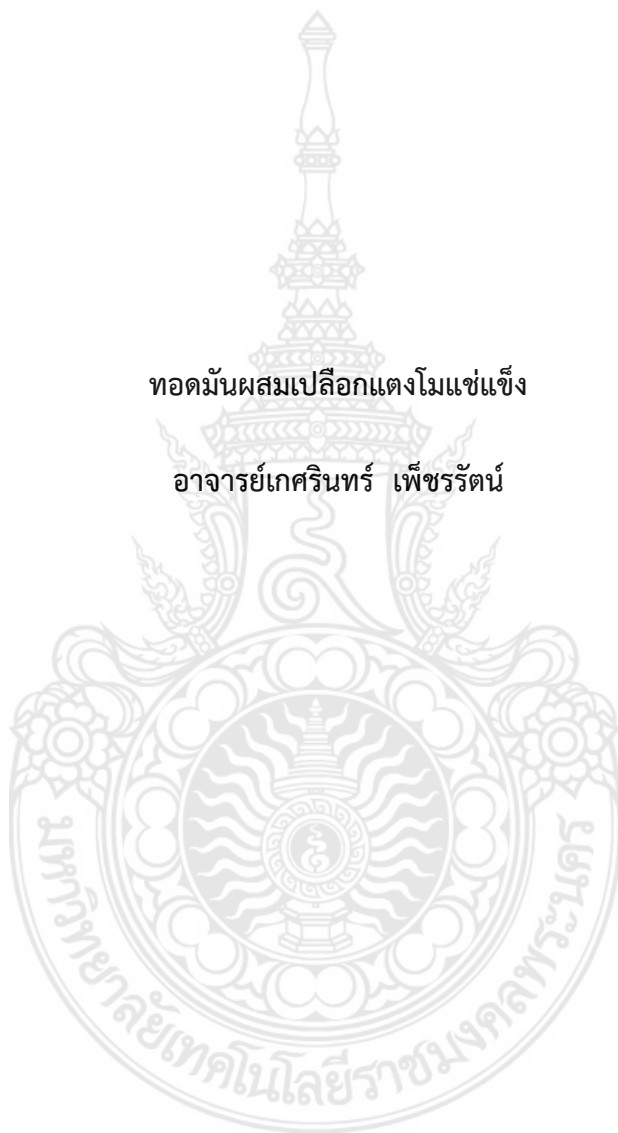 ทอดมันผสมเปลือกแตงโมแช่แข็ง
อาจารย์เกศรินทร์ เพ็ชรรัตน์
มหาวิทยาลัยเทคโนโลยีราชมงคลพระนคร